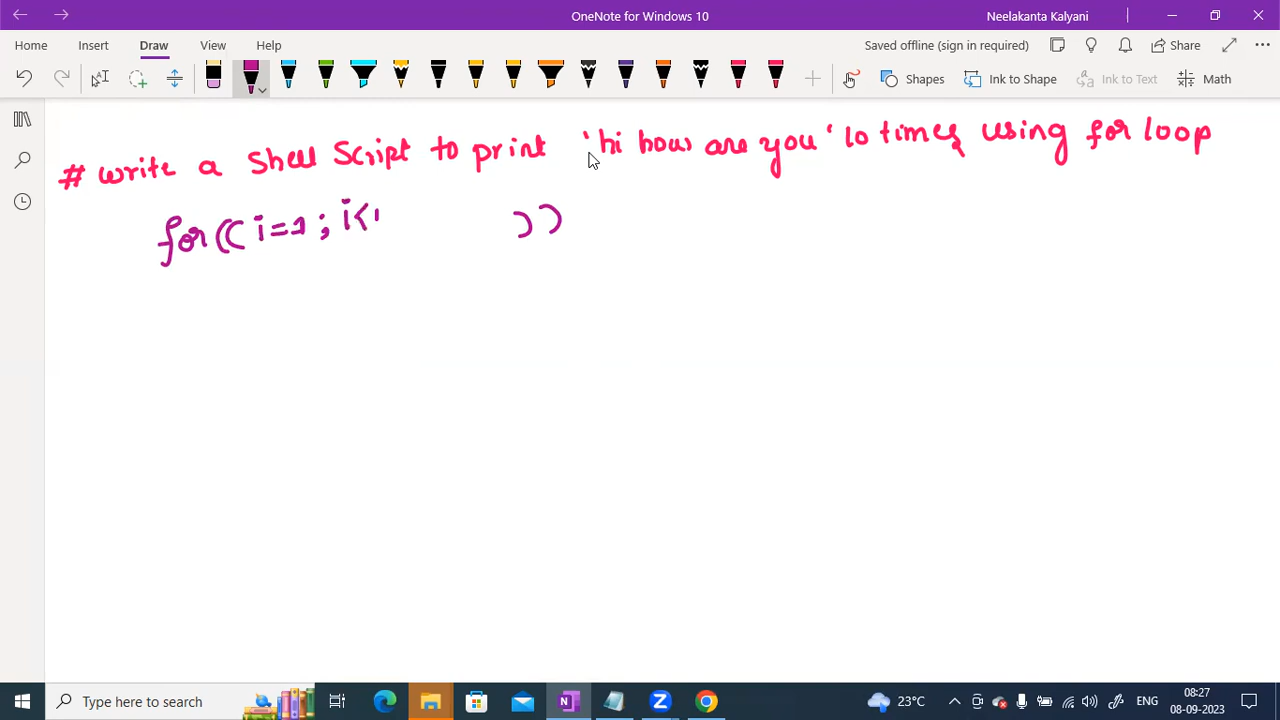 OneNote for Windows 10
Neelakanta Kalyani
Home Insert Draw View Help
Saved offline (sign in required)
Share
Shapes
Ink to Shape
Ink to Text
Math
# write a Shell Script to print 'hi how are you' 10 times using for loop
for((i=1;i<1 ))
Type here to search
23°C
ENG
08:27
08-09-2023